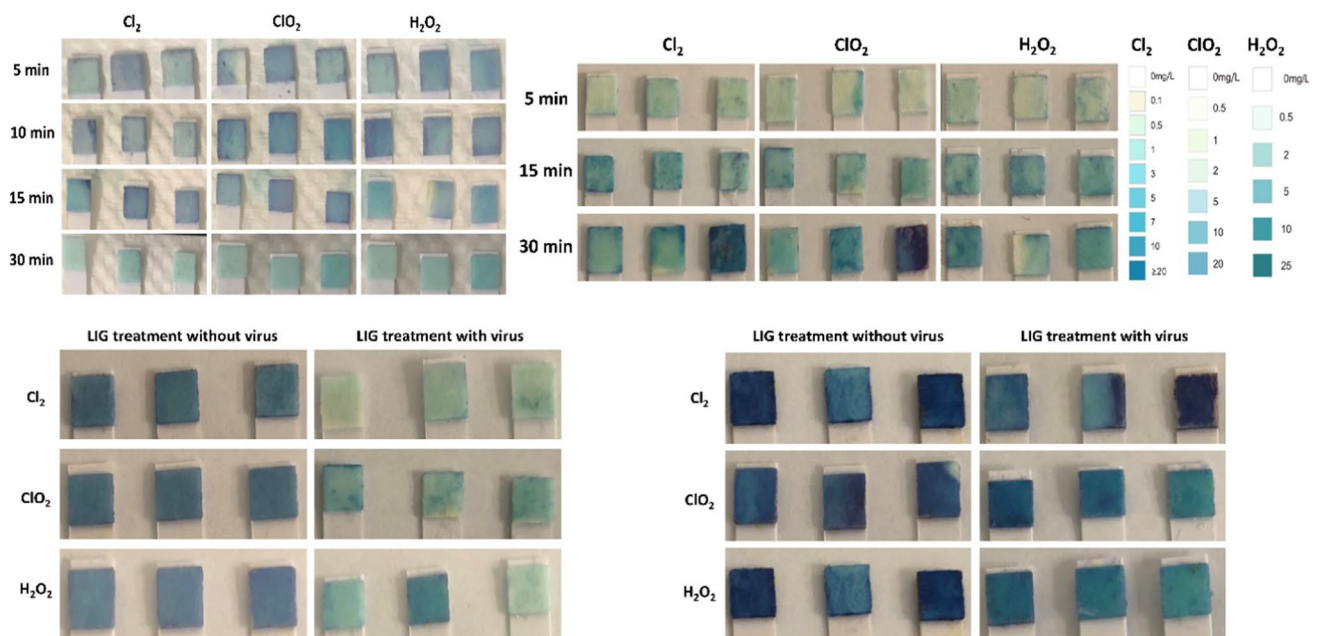 Cl₂ ClO₂ H₂O₂
5 min
10 min
15 min
30 min
Cl₂ ClO₂ H₂O₂
5 min
15 min
30 min
Cl₂ ClO₂ H₂O₂
0mg/L 0mg/L 0mg/L
0.1 0.5 0.5
0.5 1 2
1 2 5
3 5 10
5 10 25
7 20
10
≥20
LIG treatment without virus LIG treatment with virus
Cl₂
ClO₂
H₂O₂
LIG treatment without virus LIG treatment with virus
Cl₂
ClO₂
H₂O₂